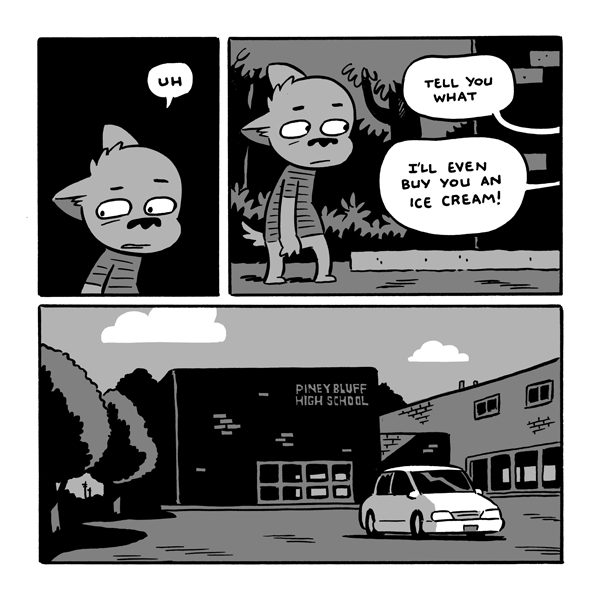 UH
TELL YOU
WHAT
I'LL EVEN
BUY YOU AN
ICE CREAM!
PINEY BLUFF
HIGH SCHOOL